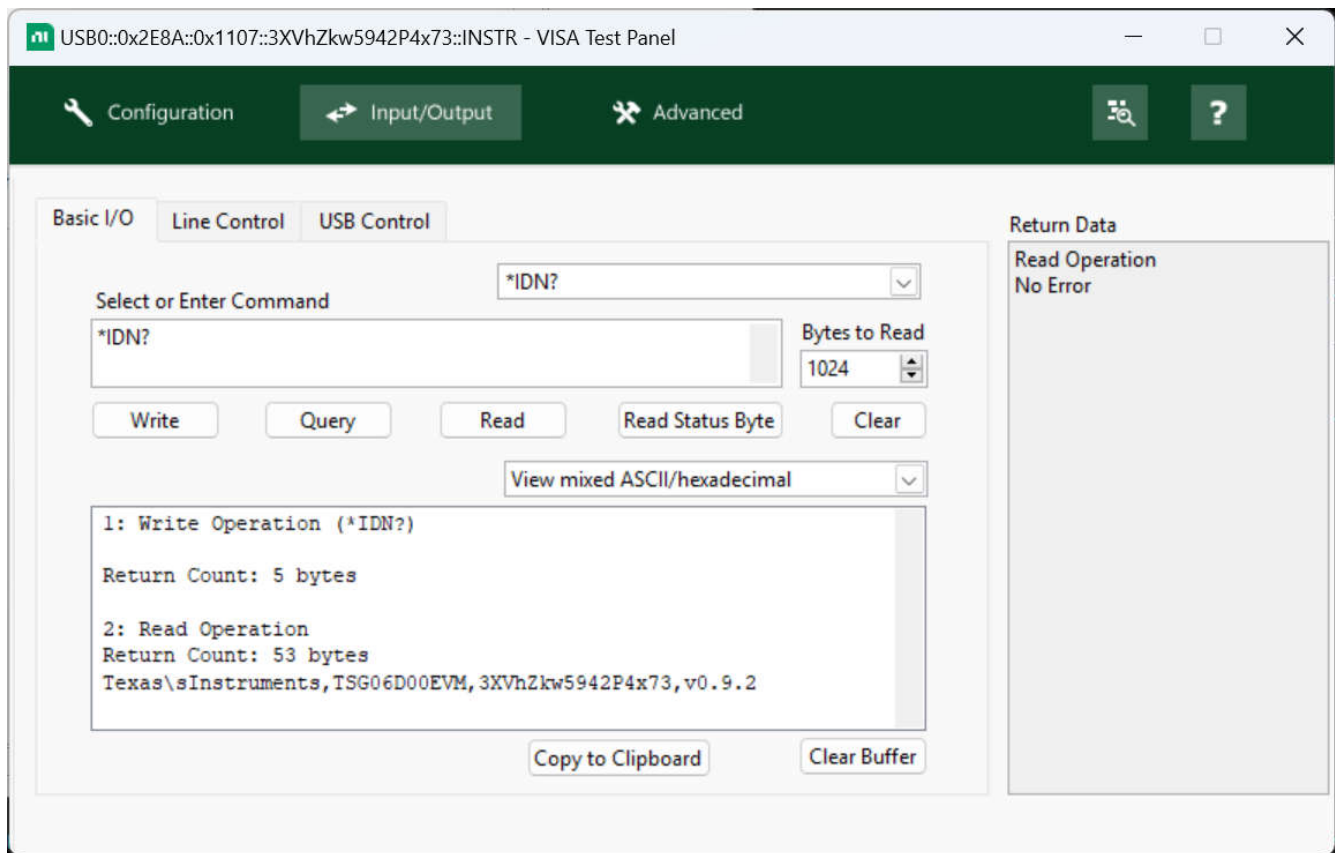 USB0::0x2E8A::0x1107::3XVhZkw5942P4x73::INSTR - VISA Test Panel
Configuration
Input/Output
Advanced
?
Basic I/O
Line Control
USB Control
*IDN?
Select or Enter Command
*IDN?
Bytes to Read
1024
Write
Query
Read
Read Status Byte
Clear
View mixed ASCII/hexadecimal
1: Write Operation (*IDN?)
Return Count: 5 bytes
2: Read Operation
Return Count: 53 bytes
Texas\sInstruments,TSG06D00EVM,3XVhZkw5942P4x73,v0.9.2
Copy to Clipboard
Clear Buffer
Return Data
Read Operation
No Error